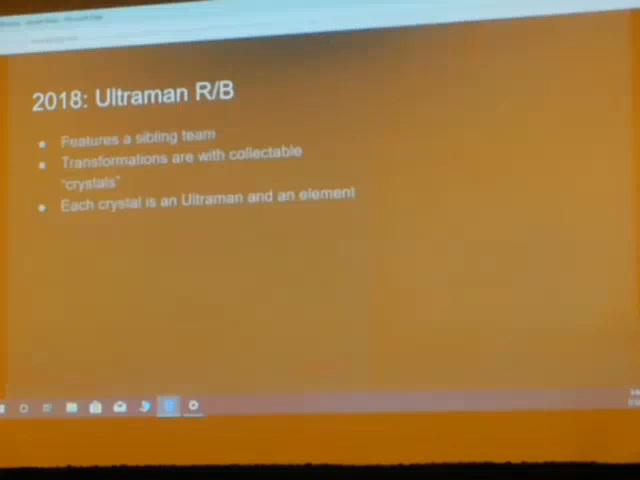 2018: Ultraman R/B
Features a sibling team
Transformations are with collectable
"crystals"
Each crystal is an Ultraman and an element